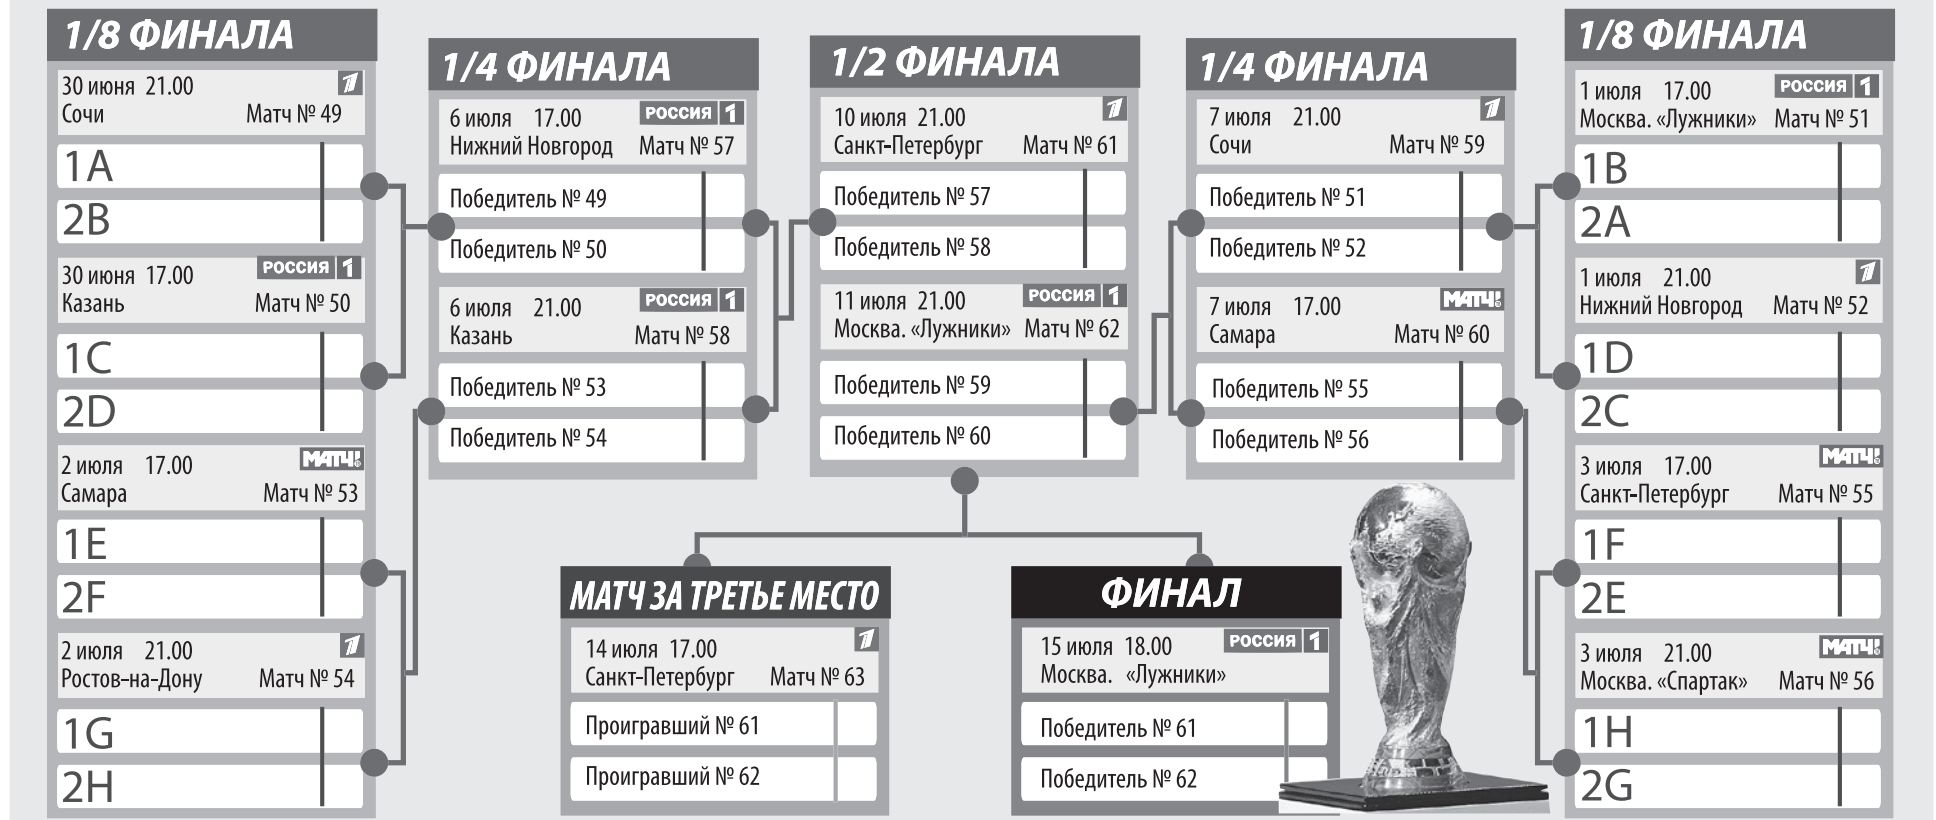 1/8 ФИНАЛА
30 июня 21.00 1
Сочи Матч № 49
1A
2B
30 июня 17.00 РОССИЯ 1
Казань Матч № 50
1C
2D
2 июля 17.00 МАТЧ!
Самара Матч № 53
1E
2F
2 июля 21.00 1
Ростов-на-Дону Матч № 54
1G
2H
1/4 ФИНАЛА
6 июля 17.00 РОССИЯ 1
Нижний Новгород Матч № 57
Победитель № 49
Победитель № 50
6 июля 21.00 РОССИЯ 1
Казань Матч № 58
Победитель № 53
Победитель № 54
1/2 ФИНАЛА
10 июля 21.00 1
Санкт-Петербург Матч № 61
Победитель № 57
Победитель № 58
11 июля 21.00 РОССИЯ 1
Москва. «Лужники» Матч № 62
Победитель № 59
Победитель № 60
1/4 ФИНАЛА
7 июля 21.00 1
Сочи Матч № 59
Победитель № 51
Победитель № 52
7 июля 17.00 МАТЧ!
Самара Матч № 60
Победитель № 55
Победитель № 56
1/8 ФИНАЛА
1 июля 17.00 РОССИЯ 1
Москва. «Лужники» Матч № 51
1B
2A
1 июля 21.00 1
Нижний Новгород Матч № 52
1D
2C
3 июля 17.00 МАТЧ!
Санкт-Петербург Матч № 55
1F
2E
3 июля 21.00 МАТЧ!
Москва. «Спартак» Матч № 56
1H
2G
МАТЧ ЗА ТРЕТЬЕ МЕСТО
14 июля 17.00 1
Санкт-Петербург Матч № 63
Проигравший № 61
Проигравший № 62
ФИНАЛ
15 июля 18.00 РОССИЯ 1
Москва. «Лужники»
Победитель № 61
Победитель № 62